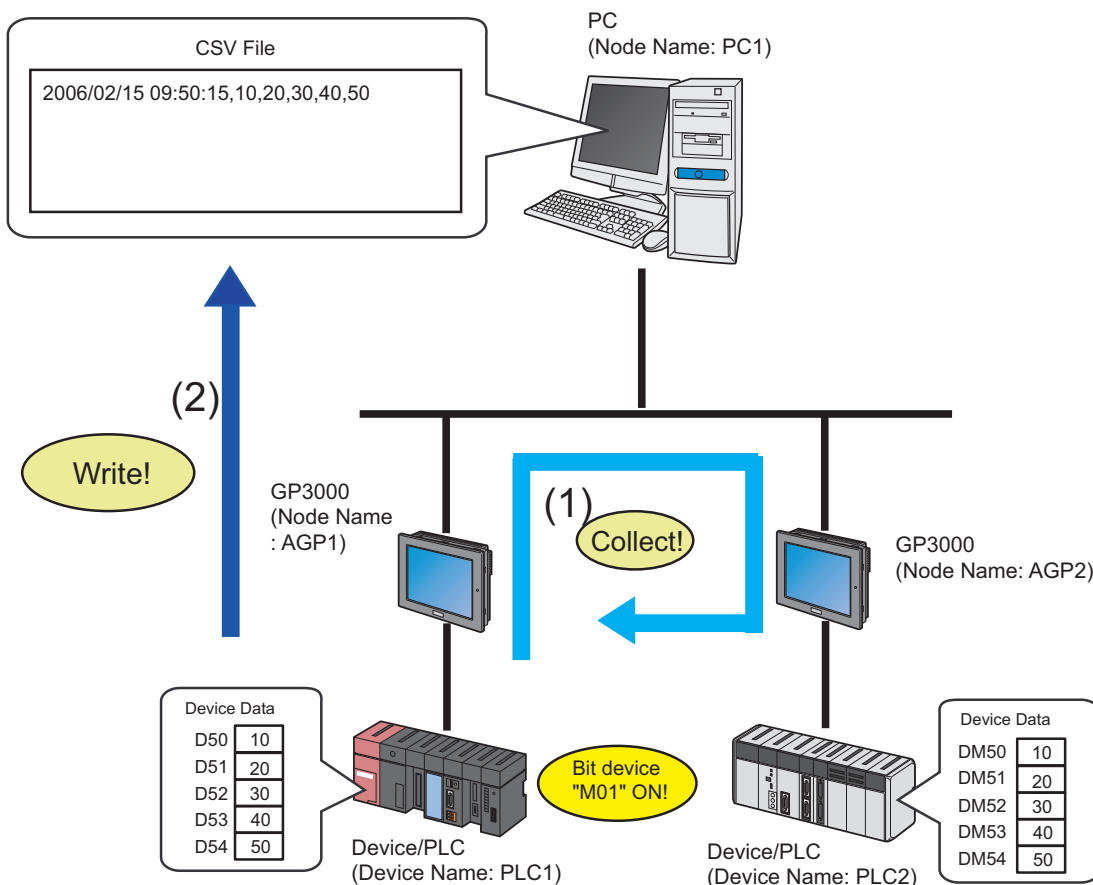 PC
(Node Name: PC1)
CSV File
2006/02/15 09:50:15,10,20,30,40,50
(2)
Write!
GP3000
(Node Name
: AGP1)
(1)
Collect!
GP3000
(Node Name: AGP2)
Device Data
D50 10
D51 20
D52 30
D53 40
D54 50
Bit device
"M01" ON!
Device Data
DM50 10
DM51 20
DM52 30
DM53 40
DM54 50
Device/PLC
(Device Name: PLC1)
Device/PLC
(Device Name: PLC2)